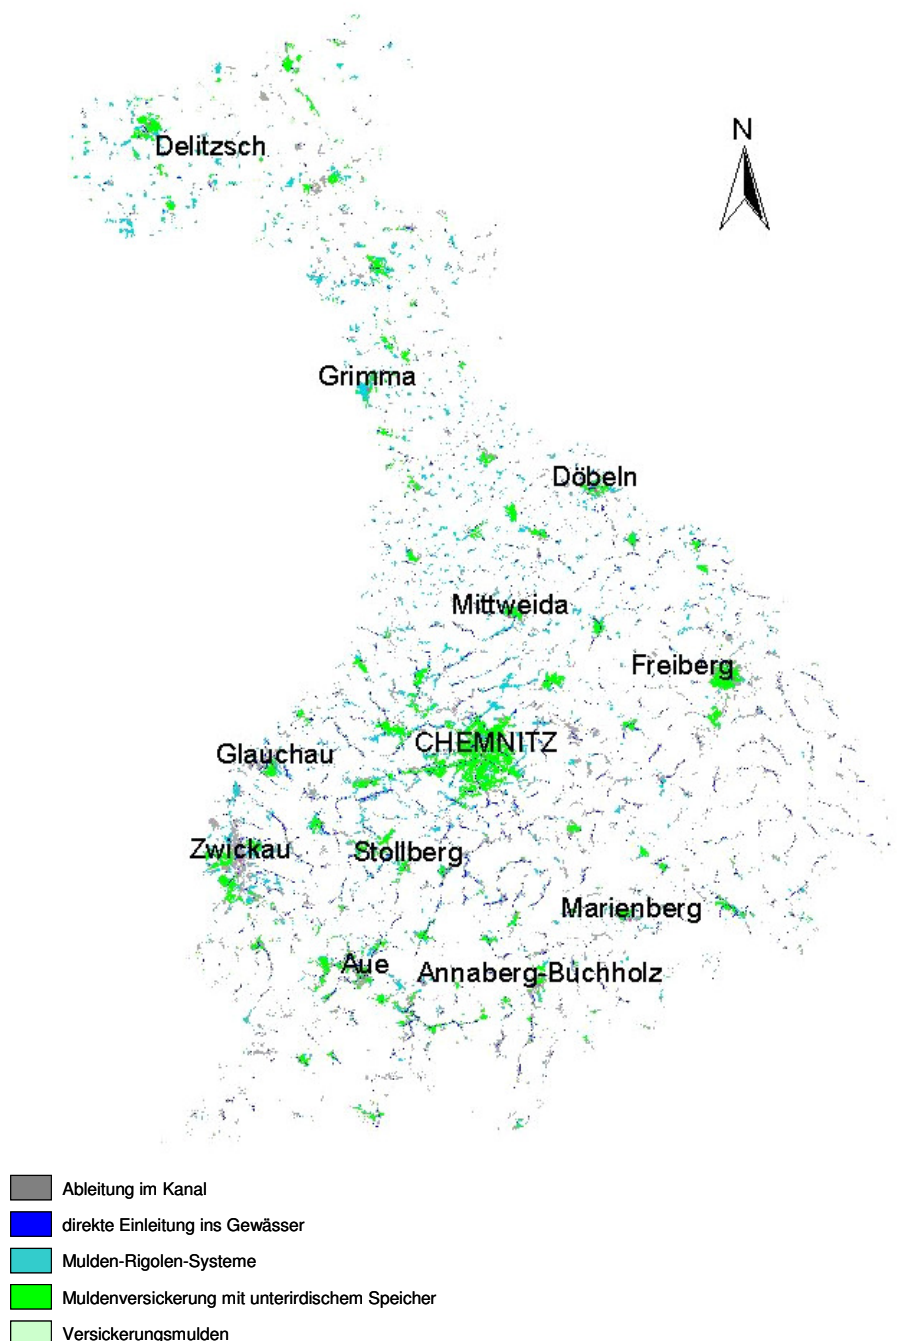 N
Delitzsch
Grimma
Döbeln
Mittweida
Freiberg
CHEMNITZ
Glauchau
Zwickau
Stollberg
Marienberg
Aue
Annaberg-Buchholz
Ableitung im Kanal
direkte Einleitung ins Gewässer
Mulden-Rigolen-Systeme
Muldenversickerung mit unterirdischem Speicher
Versickerungsmulden